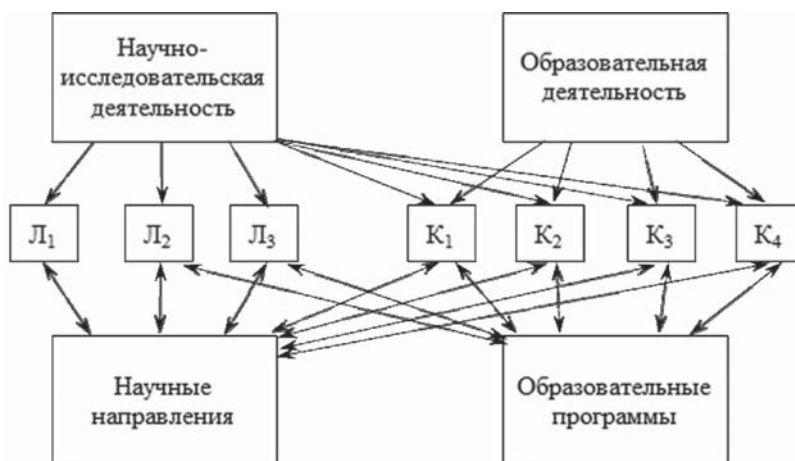 Научно-
исследовательская
деятельность
Образовательная
деятельность
Л₁ Л₂ Л₃ К₁ К₂ К₃ К₄
Научные
направления
Образовательные
программы